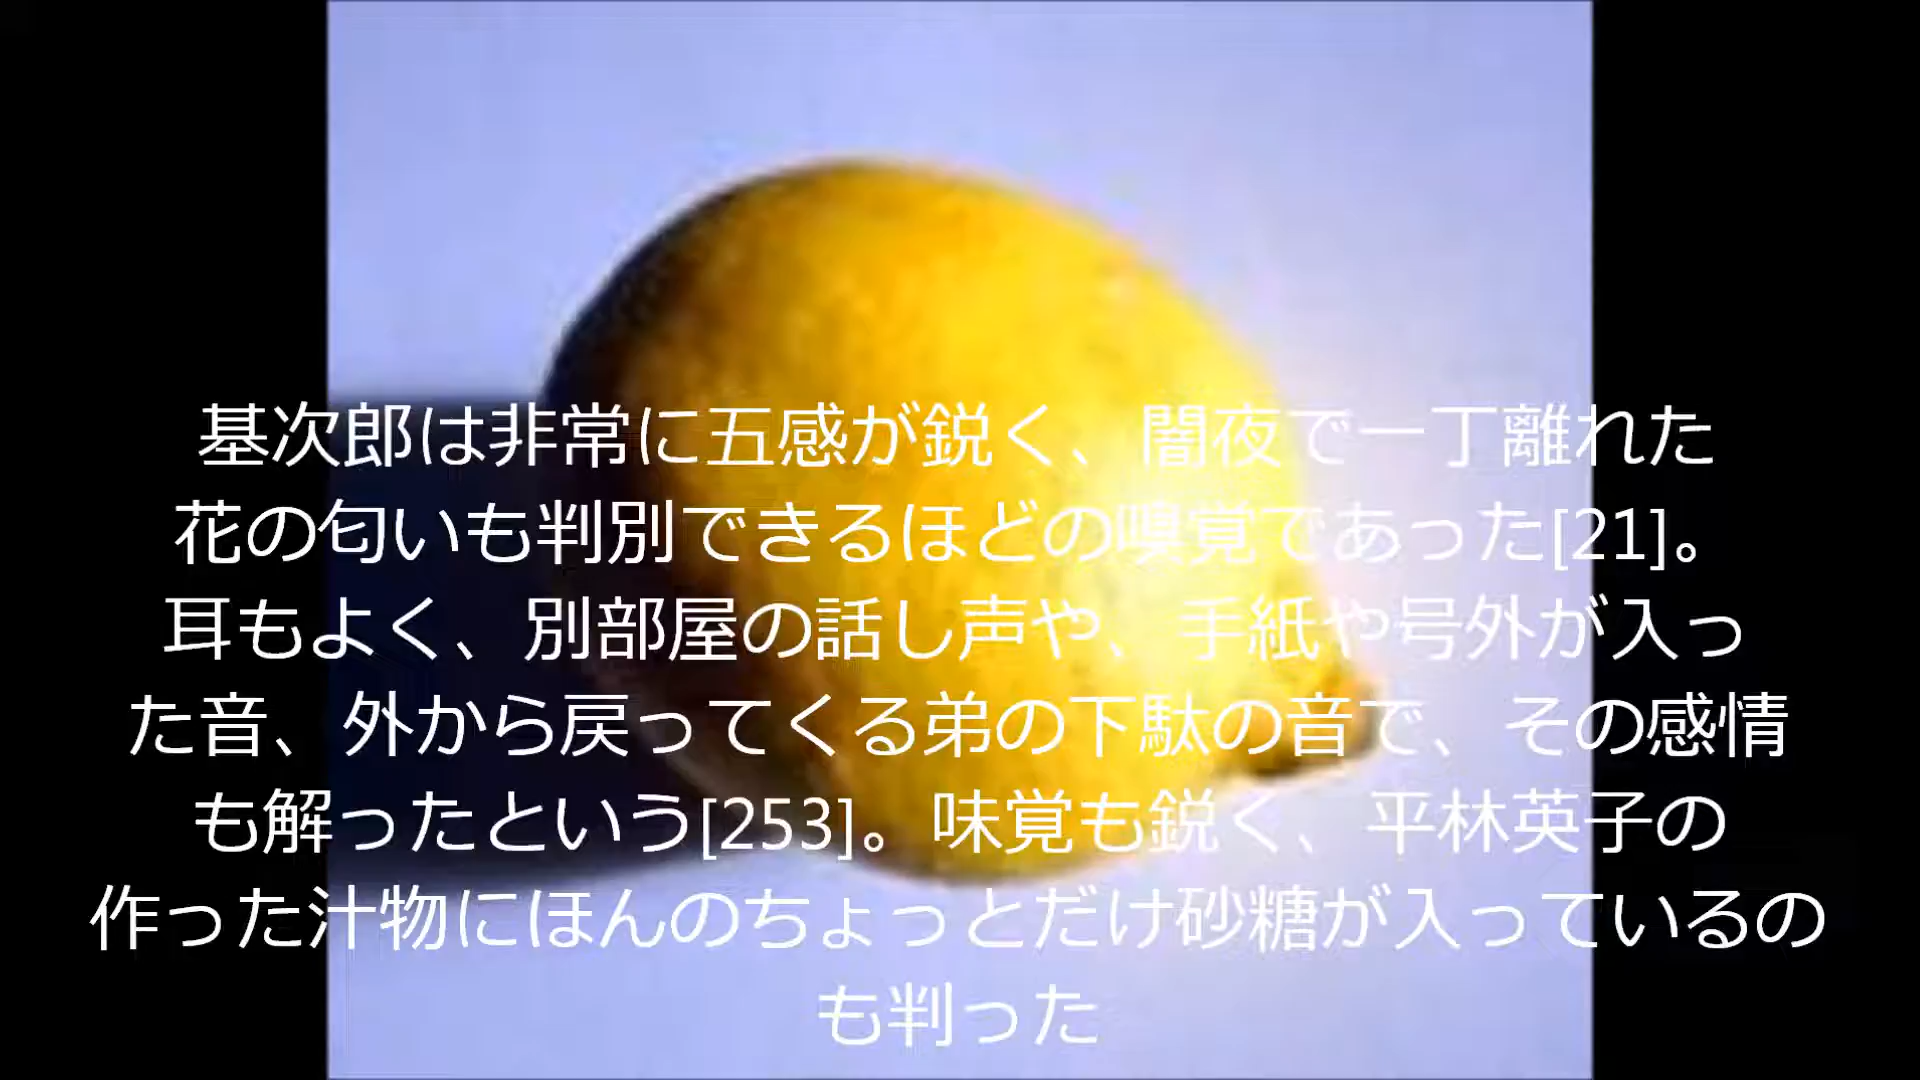 基次郎は非常に五感が鋭く、闇夜で一丁離れた
花の匂いも判別できるほどの嗅覚であった[21]。
耳もよく、別部屋の話し声や、手紙や号外が入っ
た音、外から戻ってくる弟の下駄の音で、その感情
も解ったという[253]。味覚も鋭く、平林英子の
作った汁物にほんのちょっとだけ砂糖が入っているの
も判った